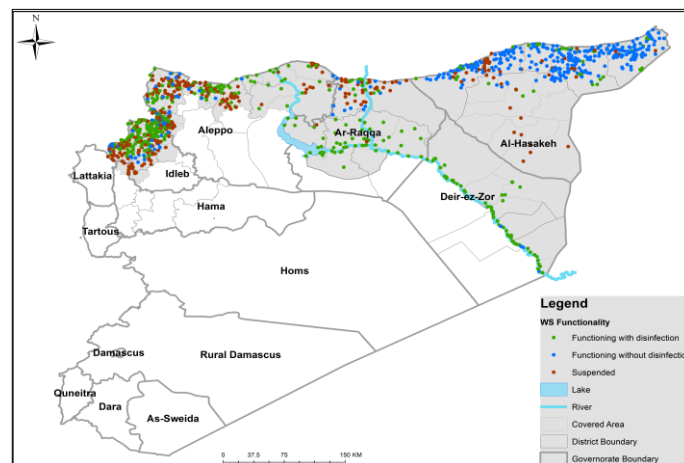 N
Aleppo
Ar-Raqqa
Al-Hasakeh
Lattakia
Idleb
Deir-ez-Zor
Hama
Tartous
Homs
Damascus
Rural Damascus
Quneitra
Dara
As-Sweida
0 37.5 75 150 KM
Legend
WS Functionality
Functioning with disinfection
Functioning without disinfectio
Suspended
Lake
River
Covered Area
District Boundary
Governorate Boundary